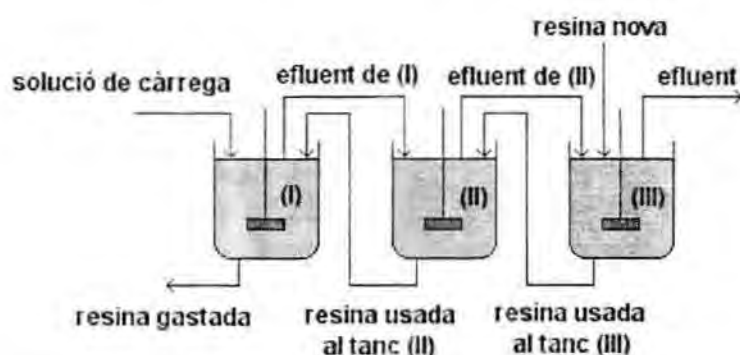 resina nova
solució de càrrega
efluent de (I)
efluent de (II)
efluent
(I)
(II)
(III)
resina gastada
resina usada
al tanc (II)
resina usada
al tanc (III)